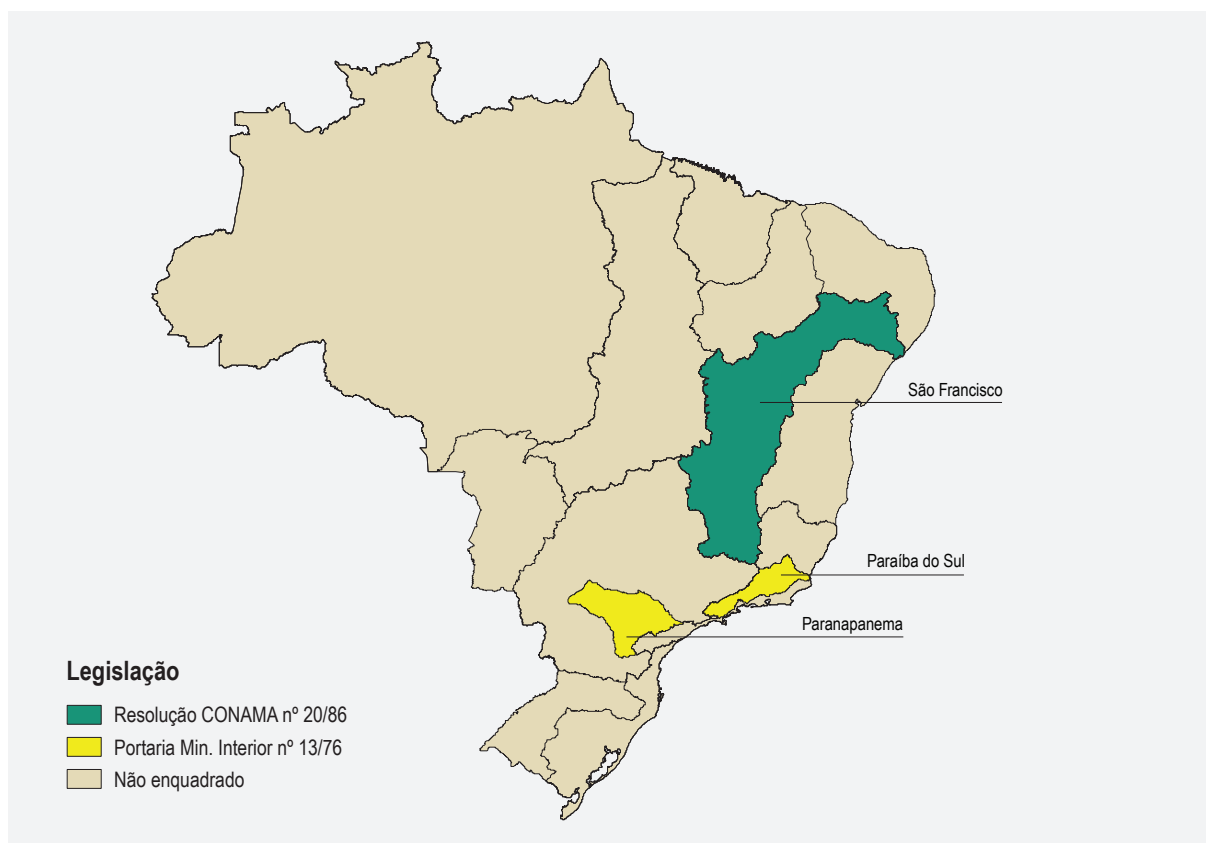 São Francisco
Paraíba do Sul
Paranapanema
Legislação
Resolução CONAMA nº 20/86
Portaria Min. Interior nº 13/76
Não enquadrado